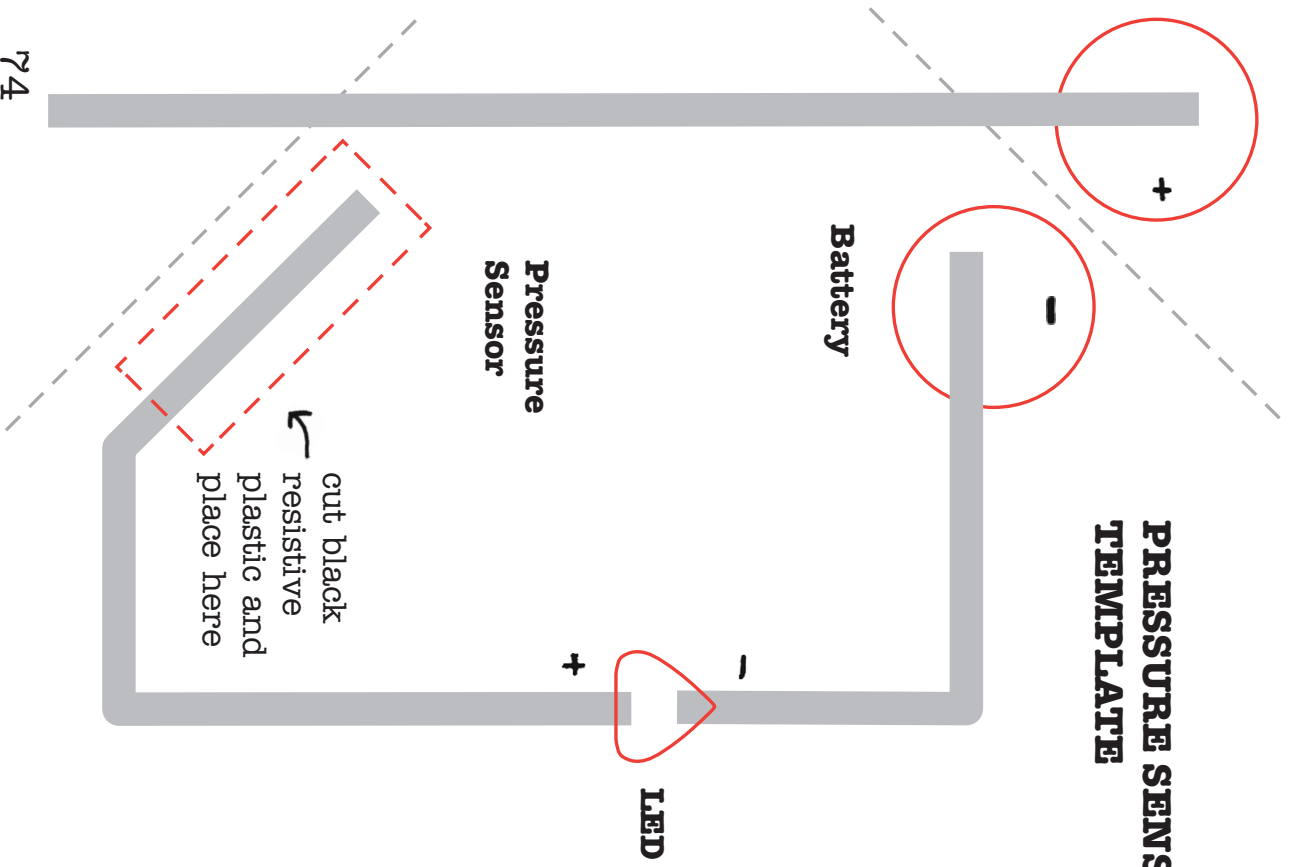 PRESSURE SENS
TEMPLATE
+
-
Battery
Pressure
Sensor
cut black
resistive
plastic and
place here
+
-
LED
74